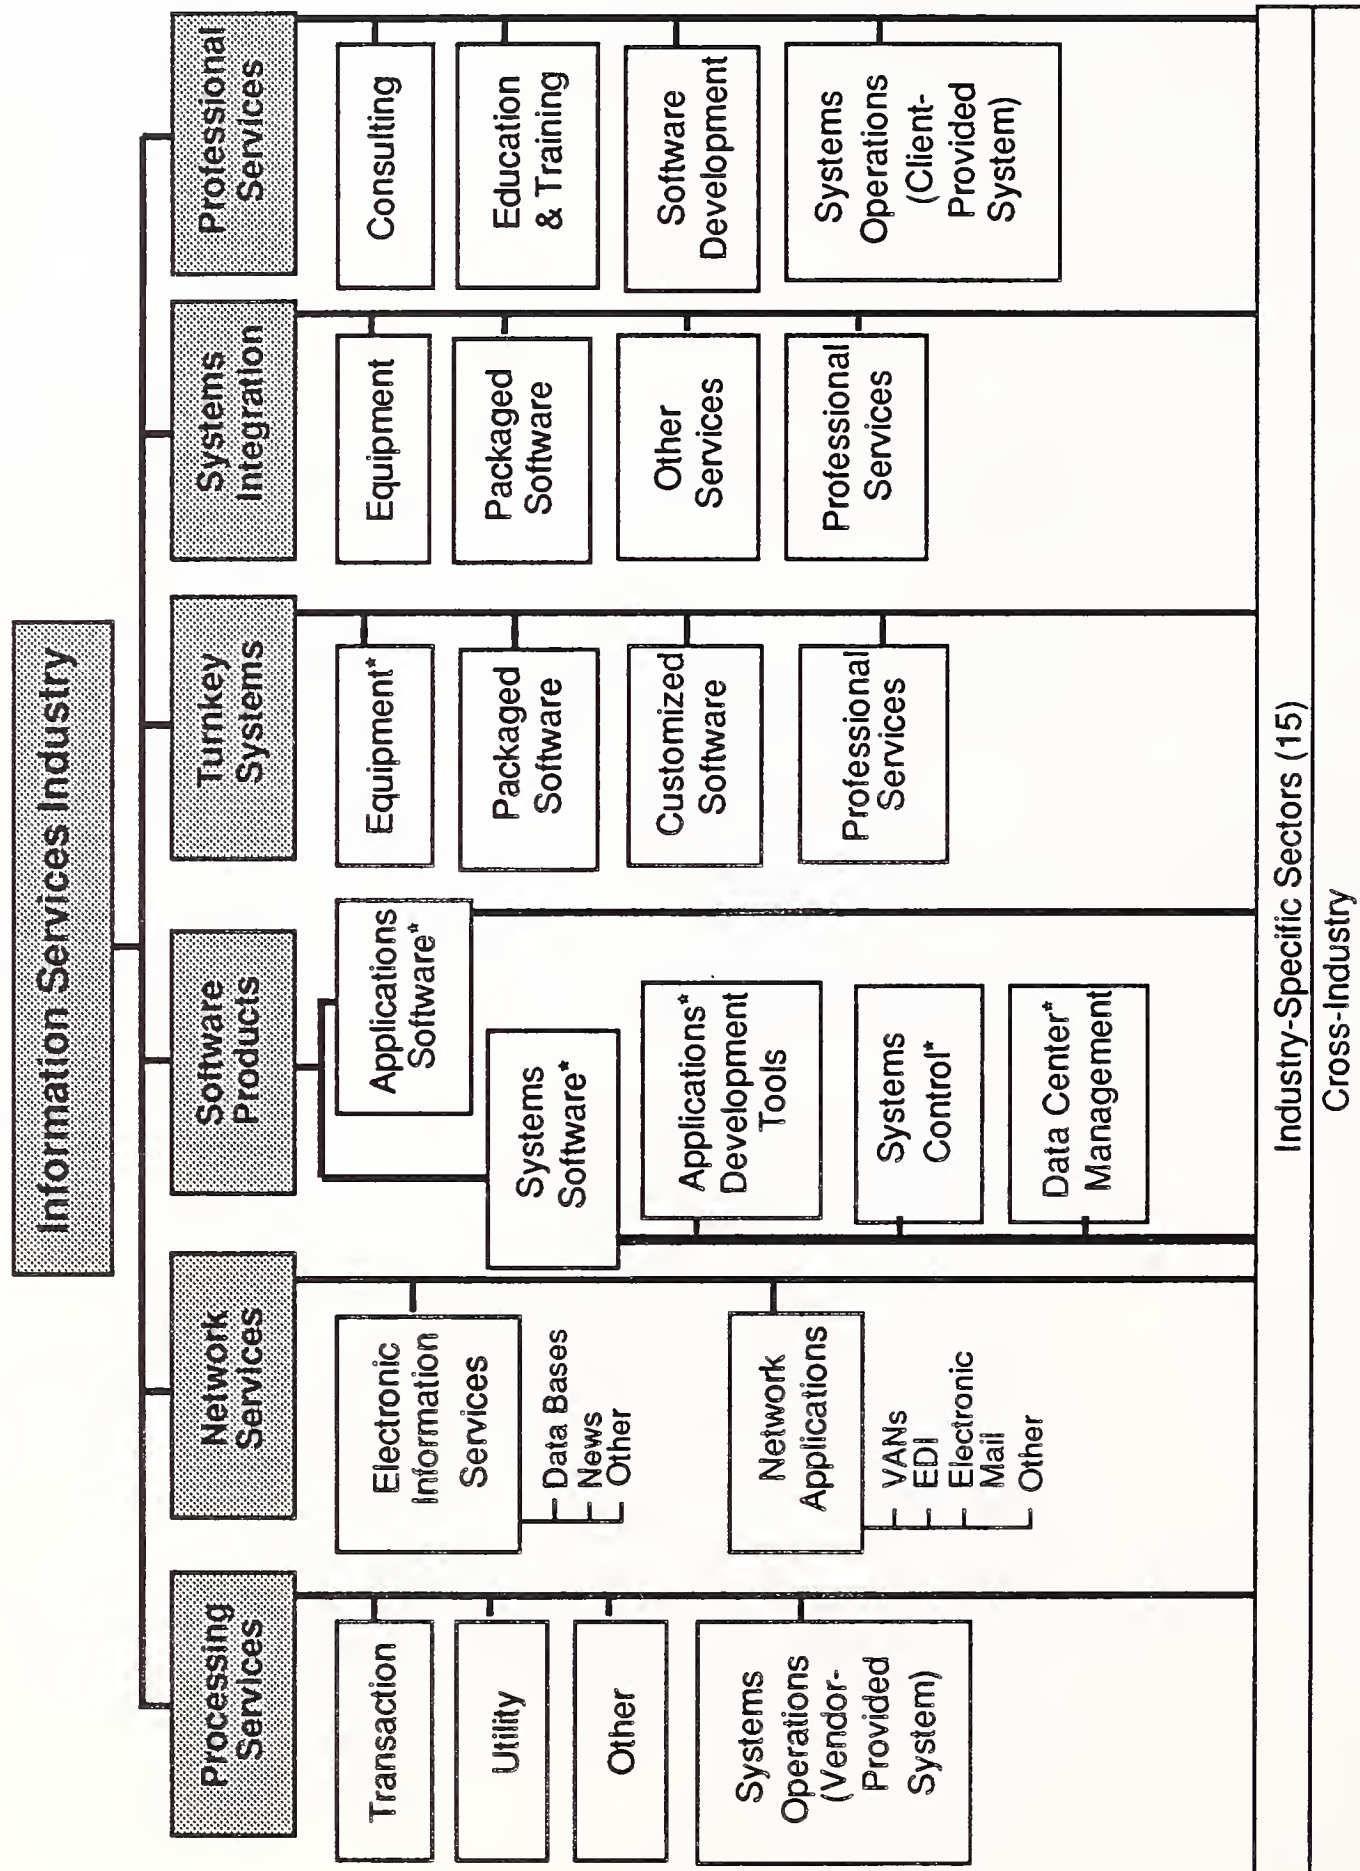 Information Services Industry
Processing
Services
Transaction
Utility
Other
Systems
Operations
(Vendor-
Provided
System)
Network
Services
Electronic
Information
Services
Data Bases
News
Other
Network
Applications
VANs
EDI
Electronic
Mail
Other
Software
Products
Applications
Software*
Systems
Software*
Applications*
Development
Tools
Systems
Control*
Data Center*
Management
Turnkey
Systems
Equipment*
Packaged
Software
Customized
Software
Professional
Services
Systems
Integration
Equipment
Packaged
Software
Other
Services
Professional
Services
Professional
Services
Consulting
Education
& Training
Software
Development
Systems
Operations
(Client-
Provided
System)
Industry-Specific Sectors (15)
Cross-Industry